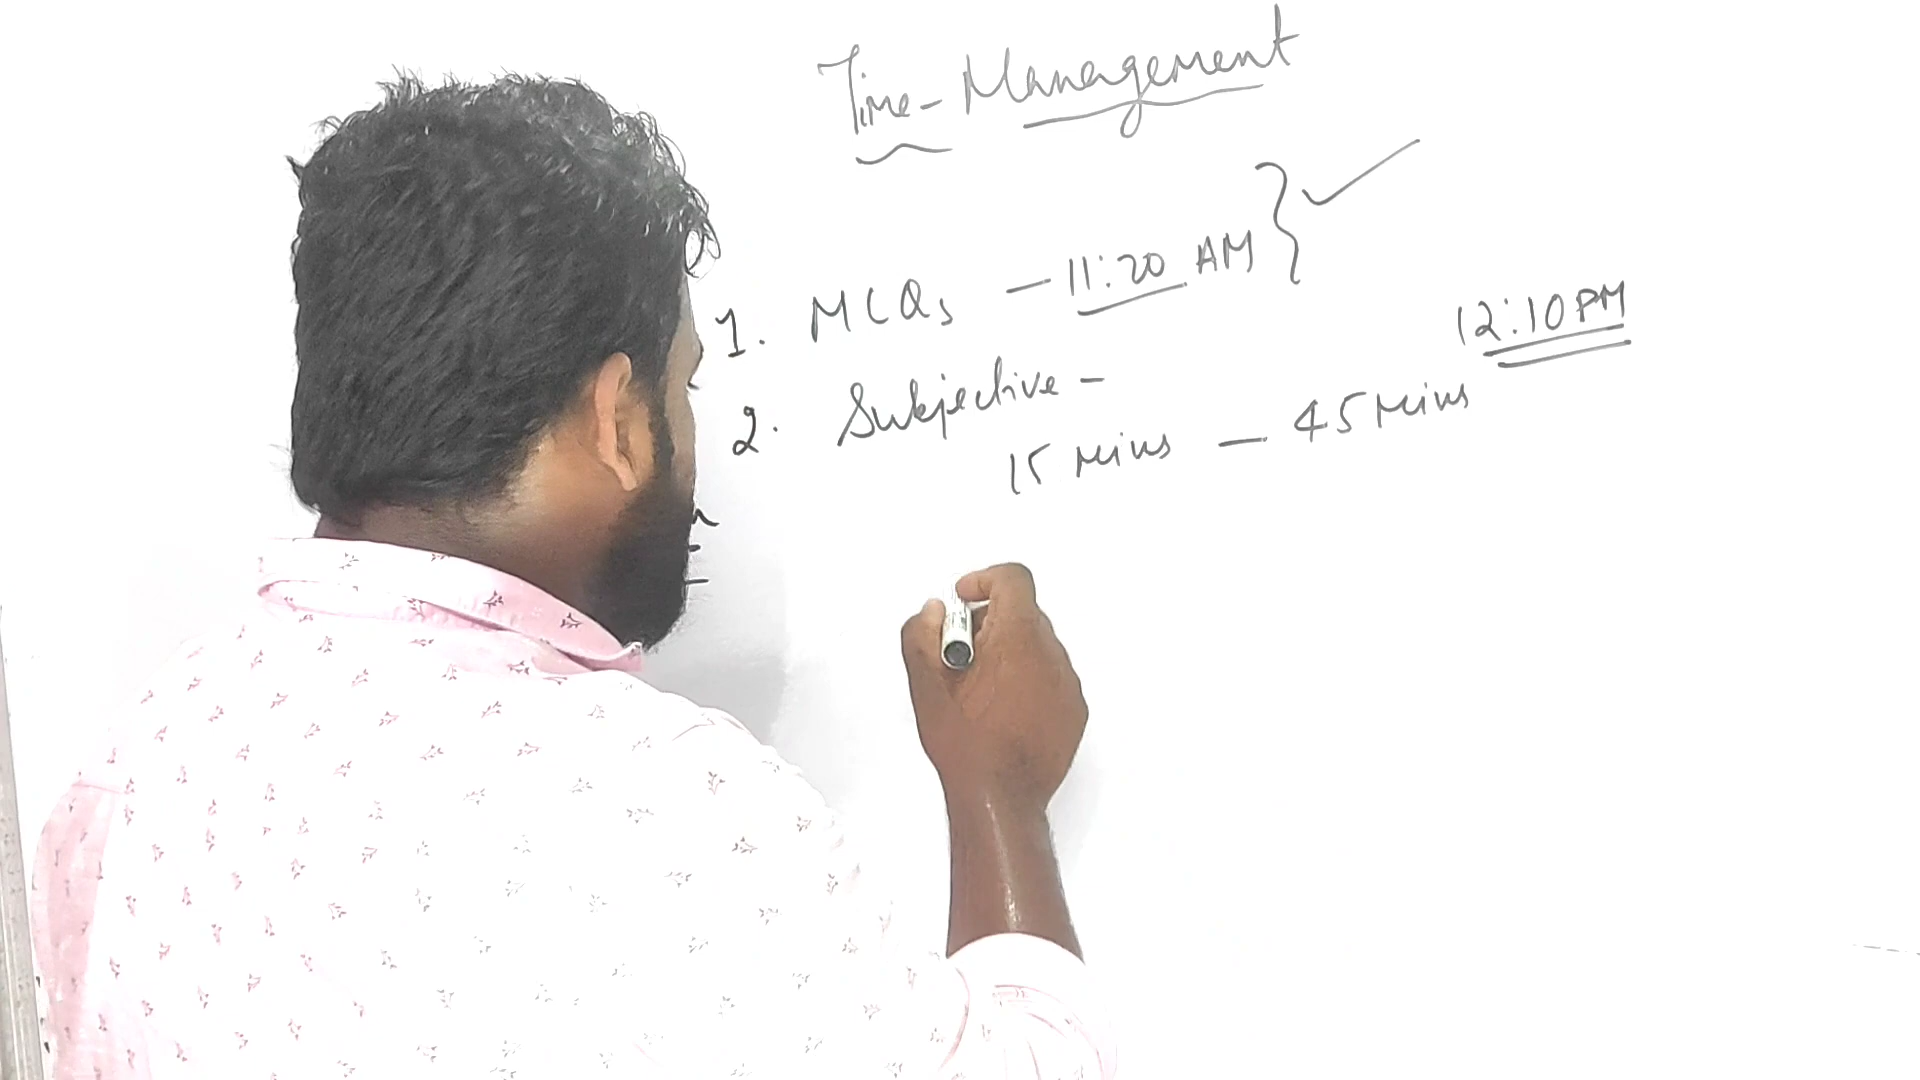 Time-Management
1. MCQs — 11:20 AM
12:10 PM
2. Subjective -
15 Mins — 45 Mins